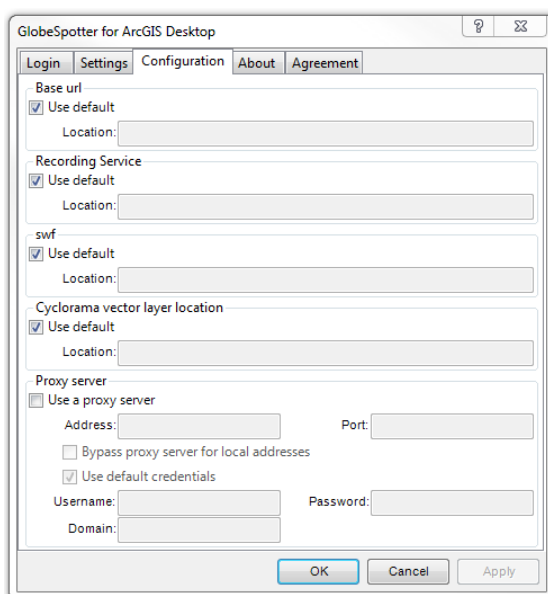 GlobeSpotter for ArcGIS Desktop
Login Settings Configuration About Agreement
Base url
Use default
Location:
Recording Service
Use default
Location:
swf
Use default
Location:
Cyclorama vector layer location
Use default
Location:
Proxy server
Use a proxy server
Address: Port:
Bypass proxy server for local addresses
Use default credentials
Username: Password:
Domain:
OK Cancel Apply